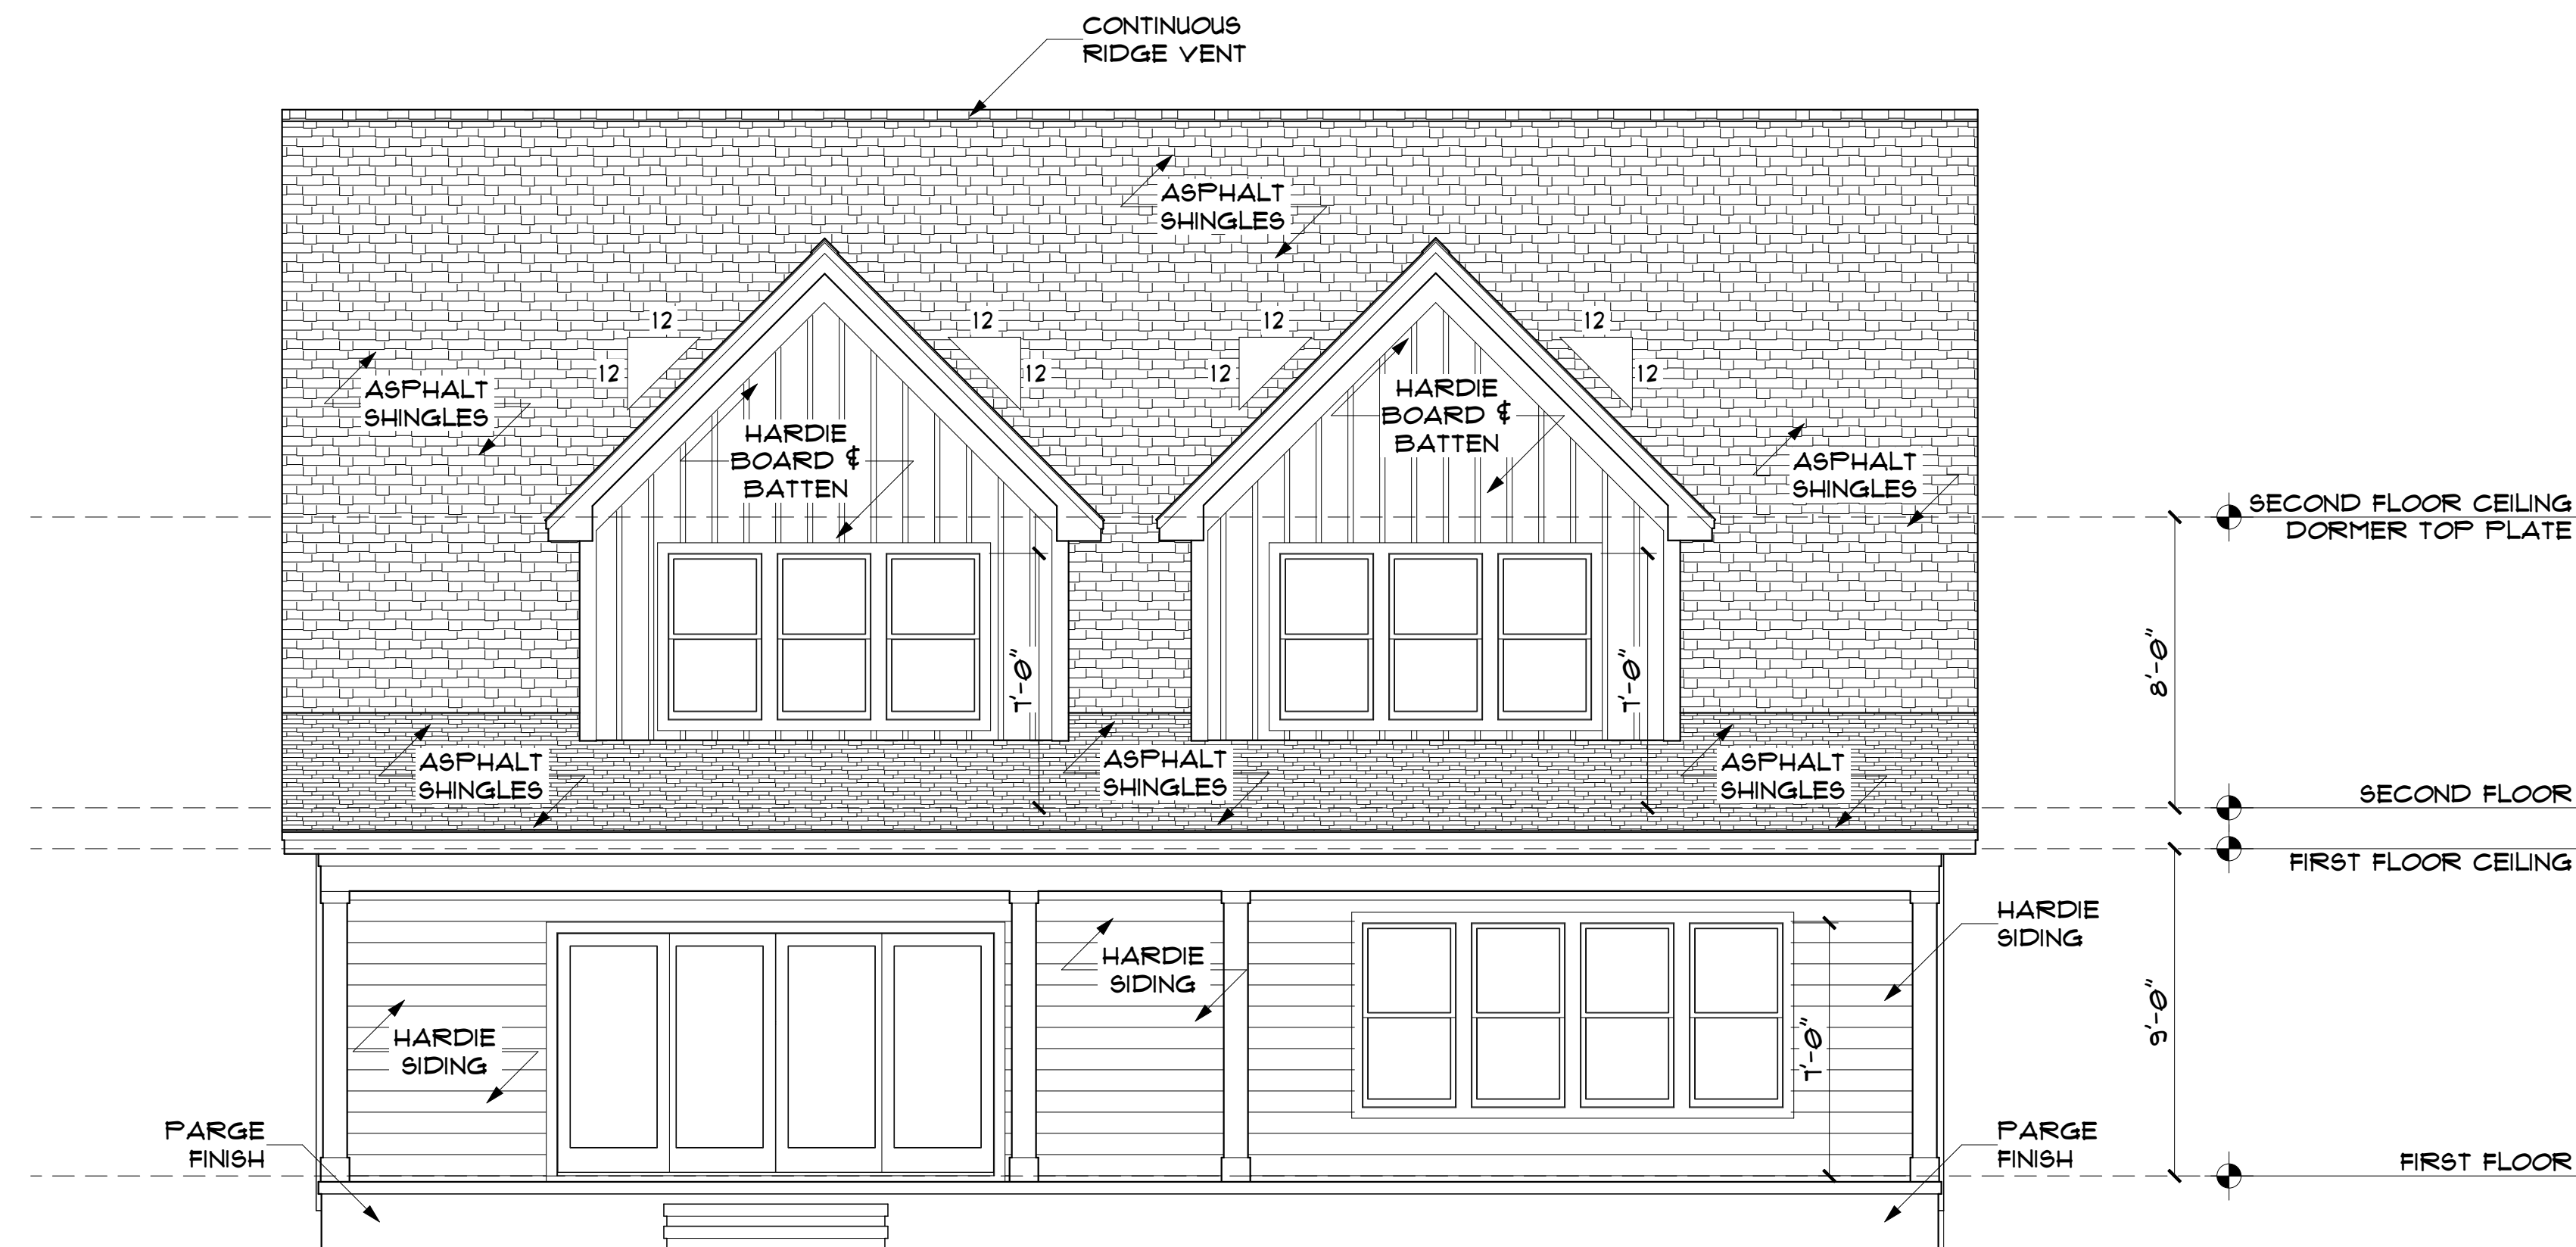 CONTINUOUS
RIDGE VENT
ASPHALT
SHINGLES
12
12
12
12
12
12
12
12
ASPHALT
SHINGLES
HARDIE
BOARD &
BATTEN
HARDIE
BOARD &
BATTEN
ASPHALT
SHINGLES
SECOND FLOOR CEILING
DORMER TOP PLATE
7'-0"
7'-0"
8'-0"
ASPHALT
SHINGLES
ASPHALT
SHINGLES
ASPHALT
SHINGLES
SECOND FLOOR
FIRST FLOOR CEILING
HARDIE
SIDING
HARDIE
SIDING
HARDIE
SIDING
7'-0"
9'-0"
PARGE
FINISH
PARGE
FINISH
FIRST FLOOR